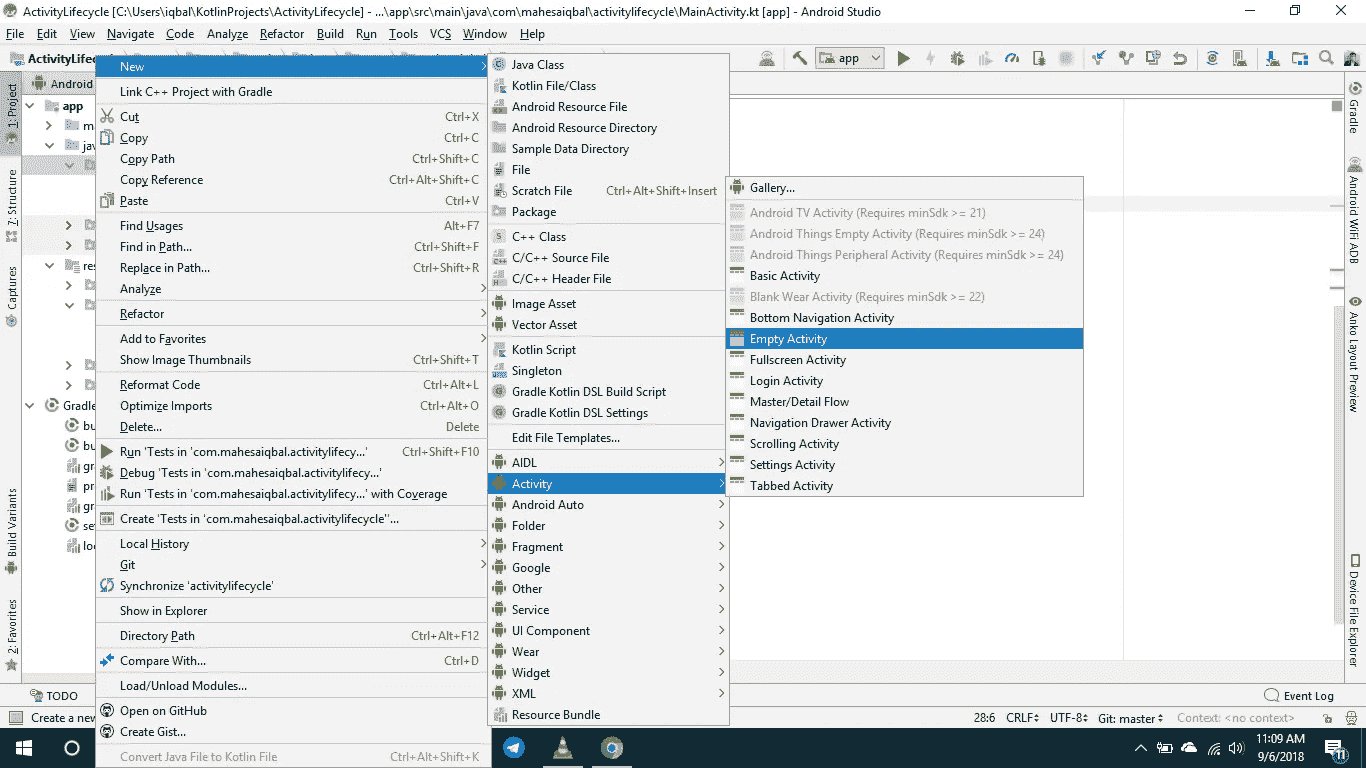 ActivityLifecycle [C:\Users\iqbal\KotlinProjects\ActivityLifecycle] - ...\app\src\main\java\com\mahesaiqbal\activitylifecycle\MainActivity.kt [app] - Android Studio
File Edit View Navigate Code Analyze Refactor Build Run Tools VCS Window Help
app
1: Project
Z: Structure
Captures
Build Variants
2: Favorites
Android
app
Gradle
New
Link C++ Project with Gradle
Cut Ctrl+X
Copy Ctrl+C
Copy Path Ctrl+Shift+C
Copy Reference Ctrl+Alt+Shift+C
Paste Ctrl+V
Find Usages Alt+F7
Find in Path... Ctrl+Shift+F
Replace in Path... Ctrl+Shift+R
Analyze
Refactor
Add to Favorites
Show Image Thumbnails Ctrl+Shift+T
Reformat Code Ctrl+Alt+L
Optimize Imports Ctrl+Alt+O
Delete... Delete
Run 'Tests in 'com.mahesaiqbal.activitylifecy...' Ctrl+Shift+F10
Debug 'Tests in 'com.mahesaiqbal.activitylifecy...'
Run 'Tests in 'com.mahesaiqbal.activitylifecy...' with Coverage
Create 'Tests in 'com.mahesaiqbal.activitylifecycle''...
Local History
Git
Synchronize 'activitylifecycle'
Show in Explorer
Directory Path Ctrl+Alt+F12
Compare With... Ctrl+D
Load/Unload Modules...
Open on GitHub
Create Gist...
Convert Java File to Kotlin File Ctrl+Alt+Shift+K
Java Class
Kotlin File/Class
Android Resource File
Android Resource Directory
Sample Data Directory
File
Scratch File Ctrl+Alt+Shift+Insert
Package
C++ Class
C/C++ Source File
C/C++ Header File
Image Asset
Vector Asset
Kotlin Script
Singleton
Gradle Kotlin DSL Build Script
Gradle Kotlin DSL Settings
Edit File Templates...
AIDL
Activity
Android Auto
Folder
Fragment
Google
Other
Service
UI Component
Wear
Widget
XML
Resource Bundle
Gallery...
Android TV Activity (Requires minSdk >= 21)
Android Things Empty Activity (Requires minSdk >= 24)
Android Things Peripheral Activity (Requires minSdk >= 24)
Basic Activity
Blank Wear Activity (Requires minSdk >= 22)
Bottom Navigation Activity
Empty Activity
Fullscreen Activity
Login Activity
Master/Detail Flow
Navigation Drawer Activity
Scrolling Activity
Settings Activity
Tabbed Activity
Gradle
Android WiFi ADB
Anko Layout Preview
Device File Explorer
TODO
Event Log
Create a new
28:6 CRLF UTF-8 Git: master Context: <no context>
11:09 AM
9/6/2018
11